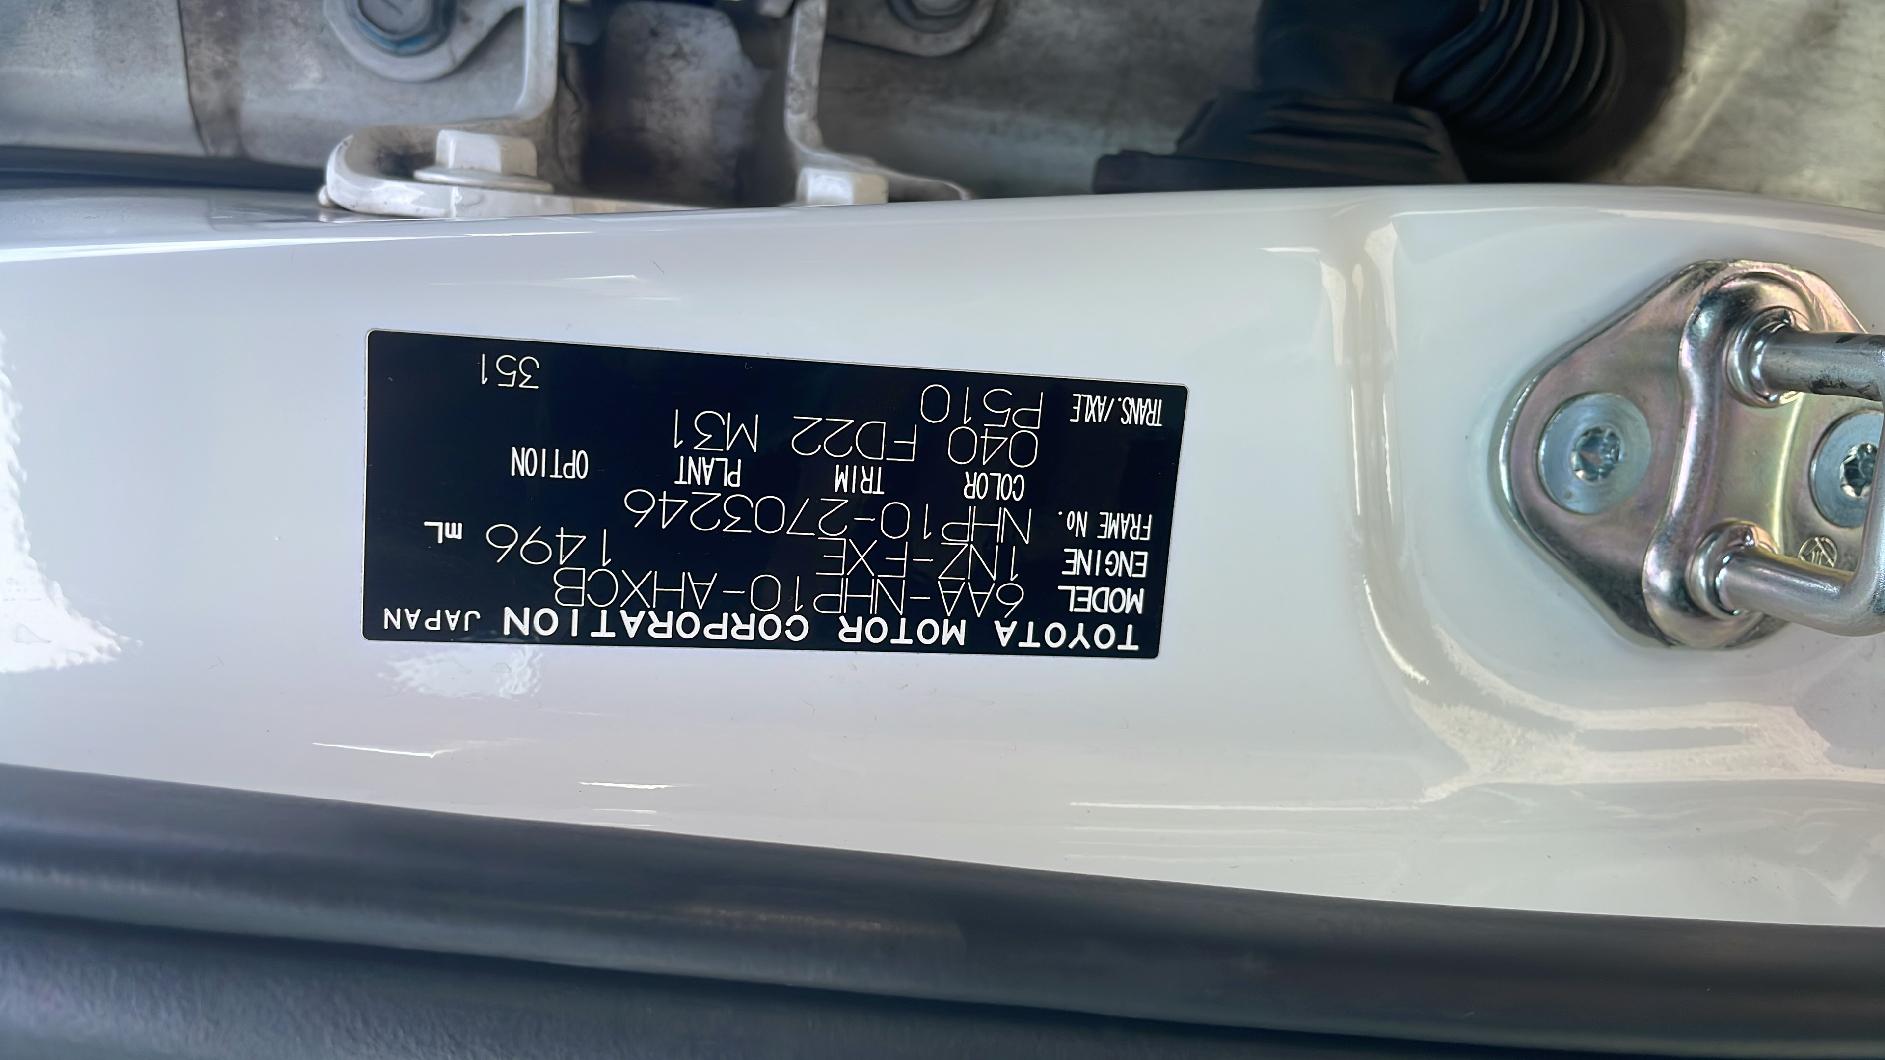 TOYOTA MOTOR CORPORATION JAPAN
MODEL 6AA-NHP10-AHXCB
ENGINE 1NZ-FXE 1496 mL
FRAME No. NHP10-2703246
COLOR TRIM PLANT OPTION
040 FD22 M31
TRANS./AXLE P510 351